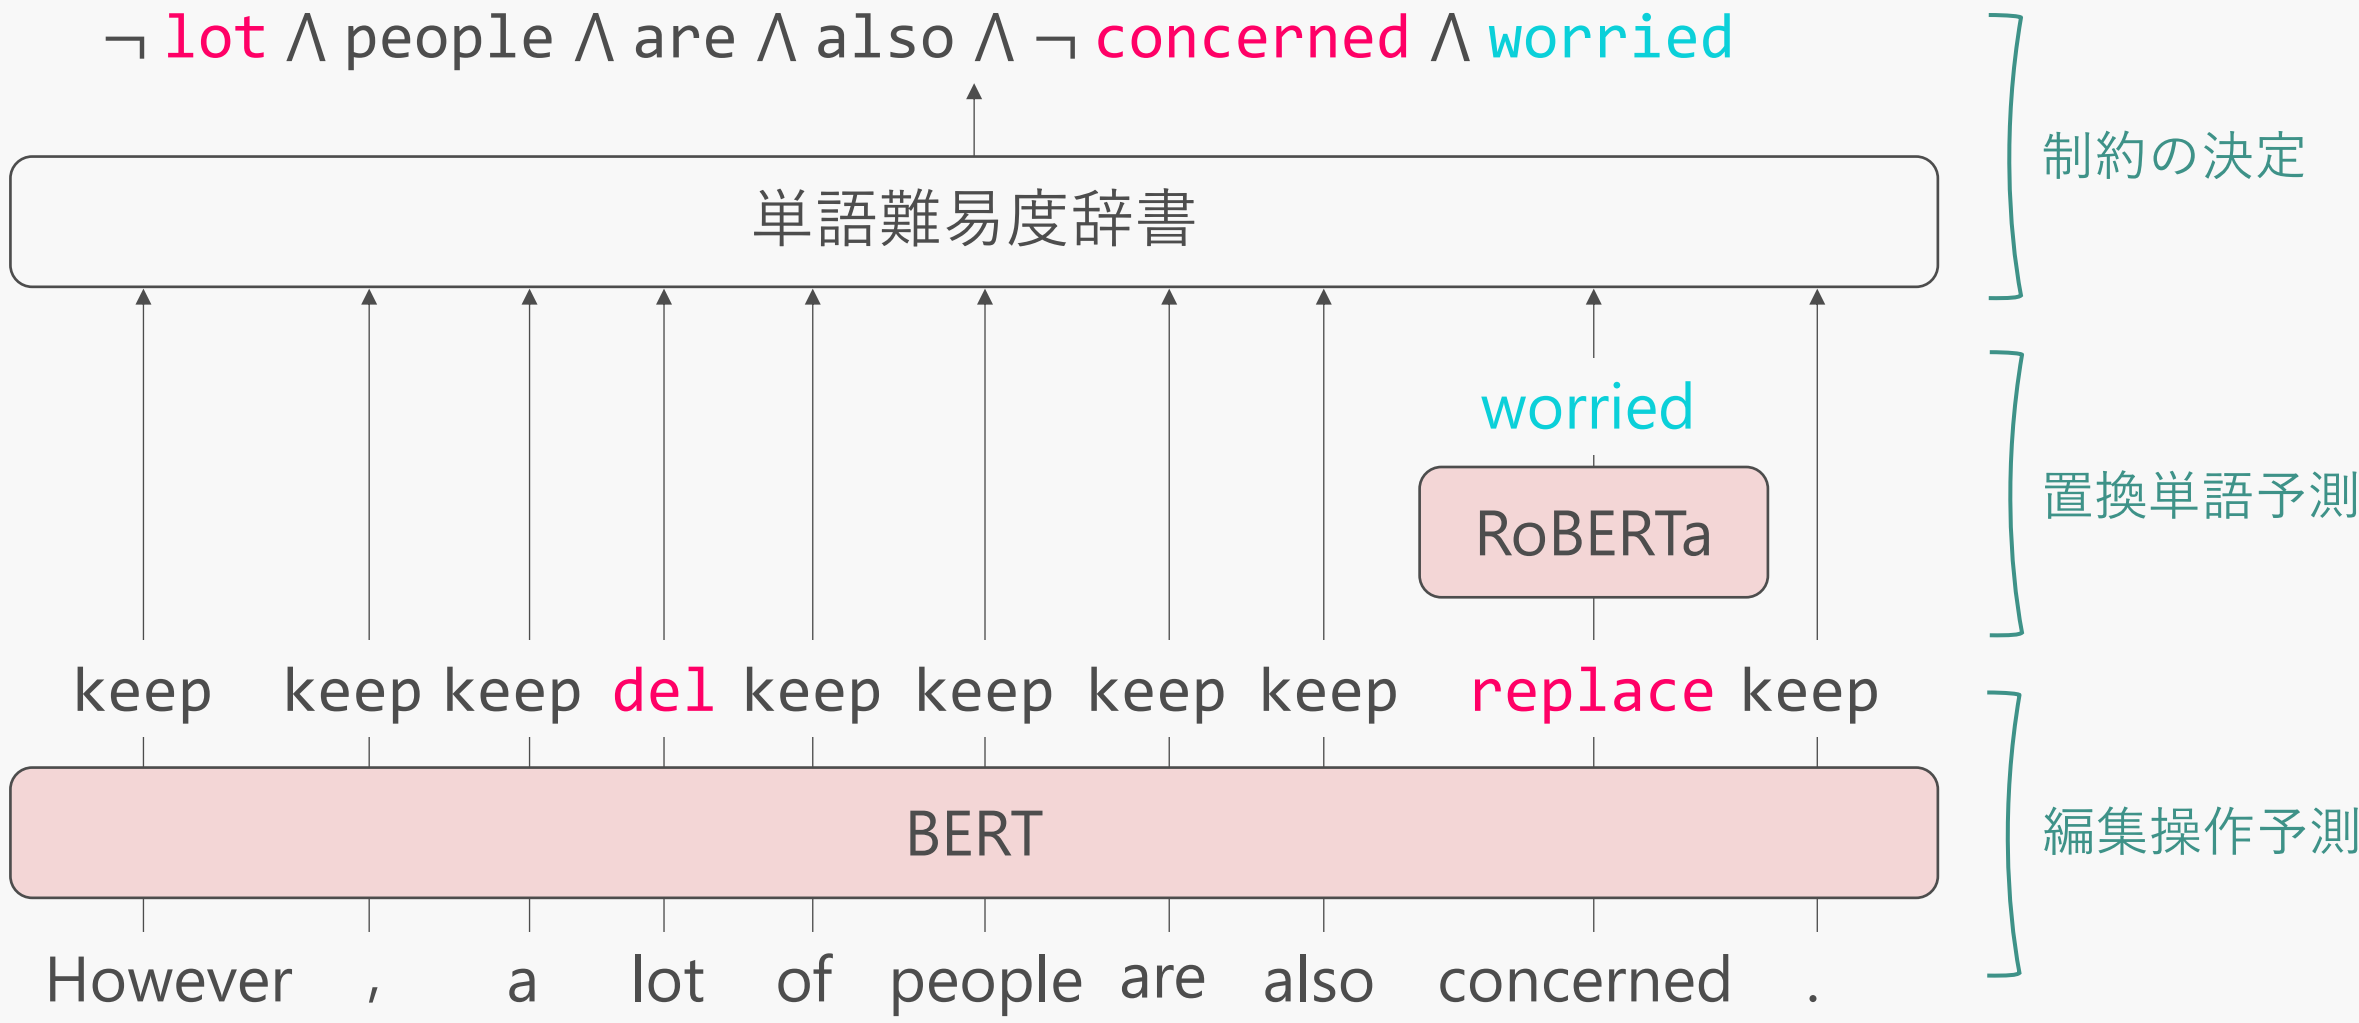 ¬ lot ∧ people ∧ are ∧ also ∧ ¬ concerned ∧ worried
制約の決定
単語難易度辞書
worried
置換単語予測
RoBERTa
keep keep keep del keep keep keep keep replace keep
編集操作予測
BERT
However , a lot of people are also concerned .